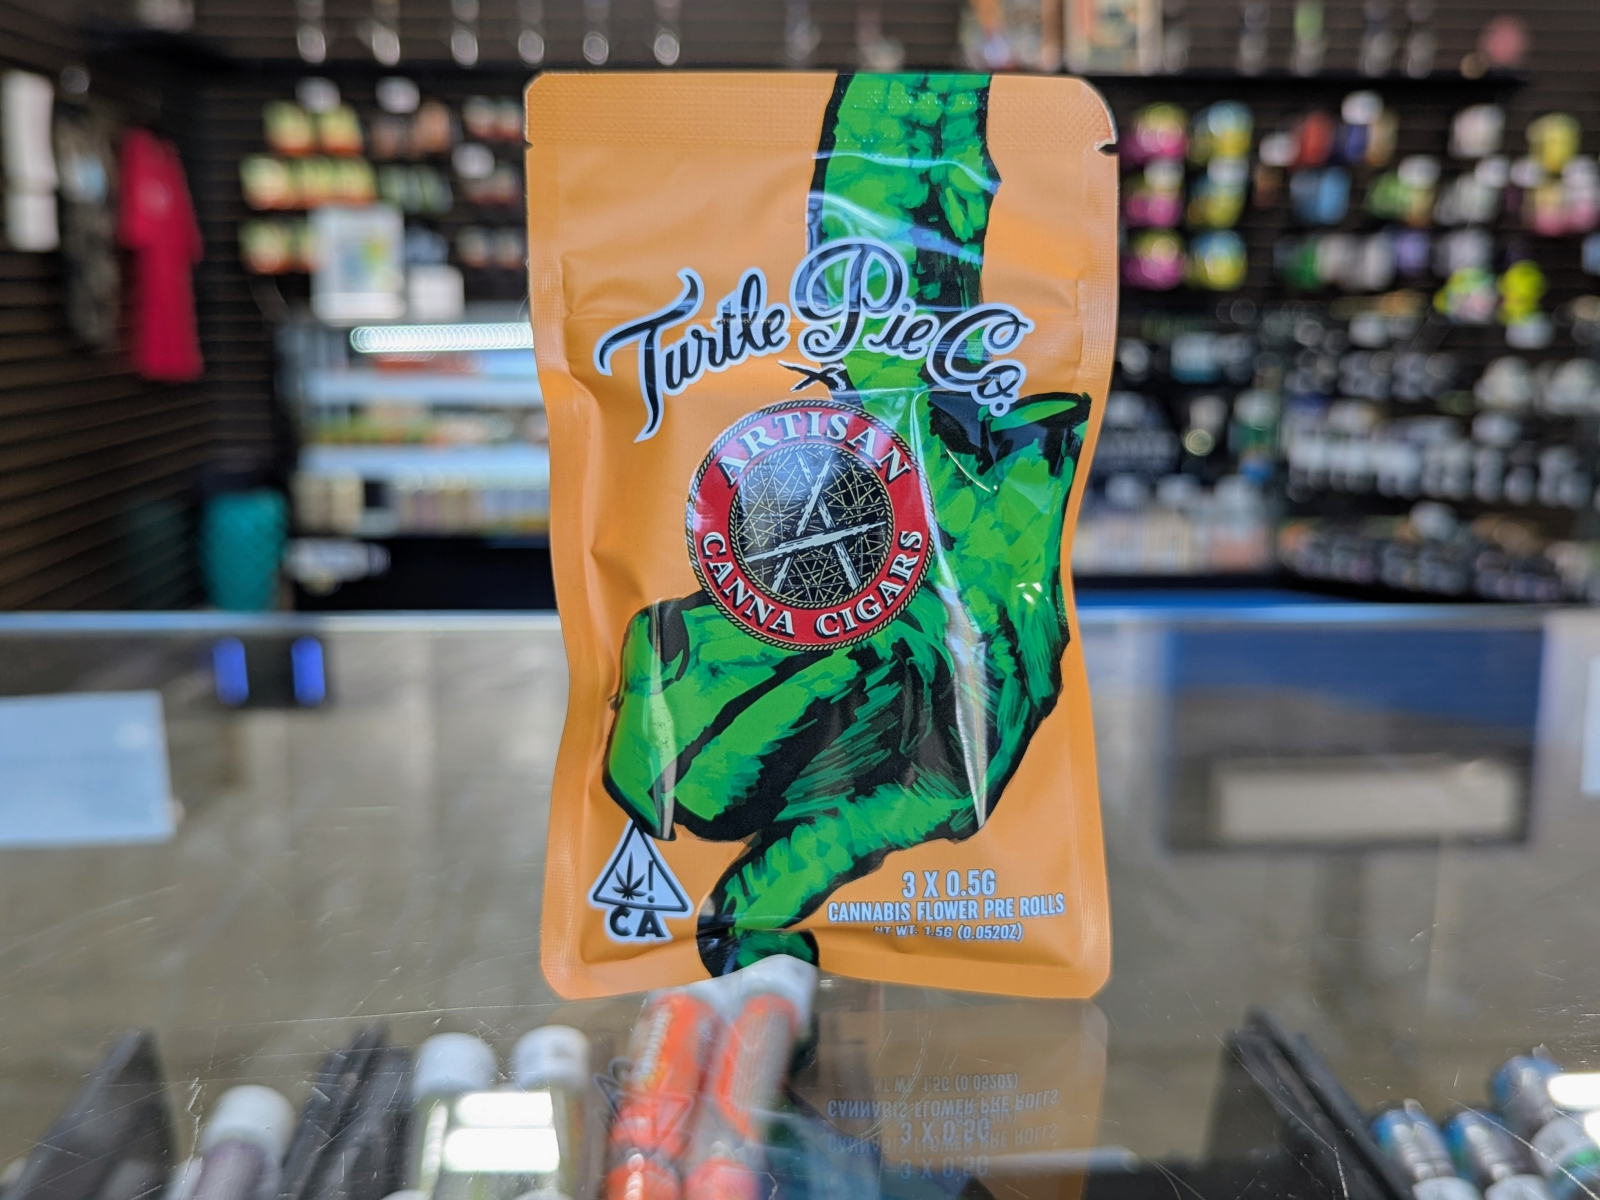 Turtle Pie Co.
ARTISAN
CANNA CIGARS
CA
3 X 0.5G
CANNABIS FLOWER PRE ROLLS
NT WT. 1.5G (0.052OZ)